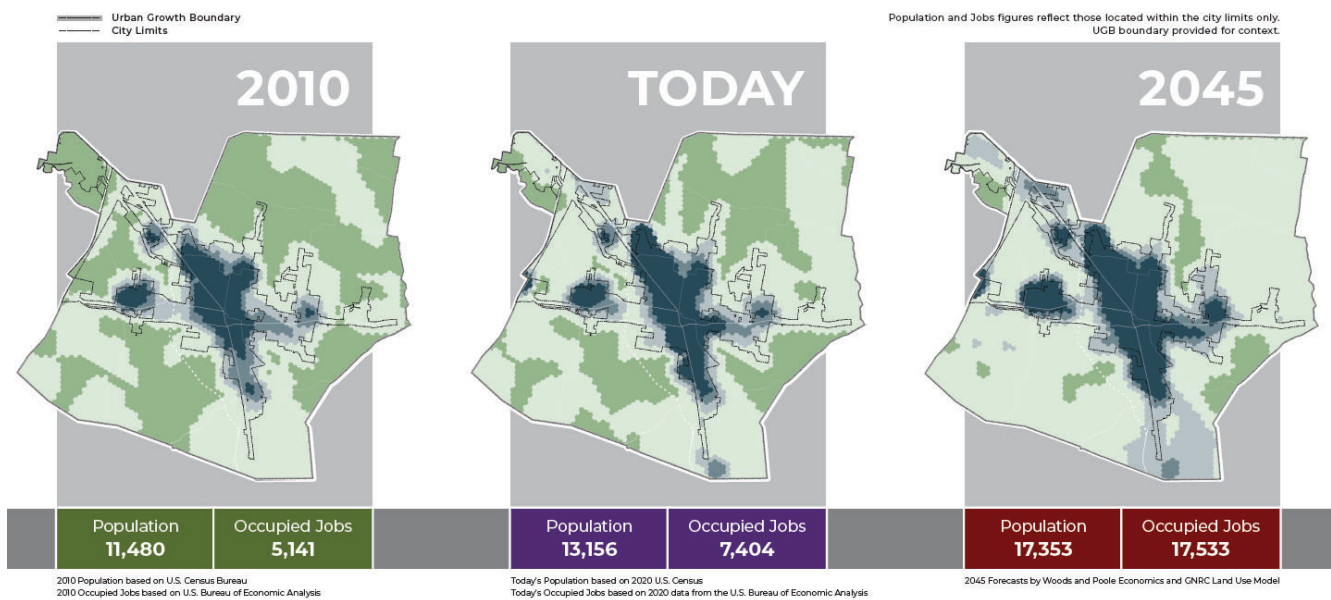 Urban Growth Boundary
City Limits
Population and Jobs figures reflect those located within the city limits only.
UGB boundary provided for context.
2010
TODAY
2045
Population
11,480
Occupied Jobs
5,141
Population
13,156
Occupied Jobs
7,404
Population
17,353
Occupied Jobs
17,533
2010 Population based on U.S. Census Bureau
2010 Occupied Jobs based on U.S. Bureau of Economic Analysis
Today's Population based on 2020 U.S. Census
Today's Occupied Jobs based on 2020 data from the U.S. Bureau of Economic Analysis
2045 Forecasts by Woods and Poole Economics and GNRC Land Use Model